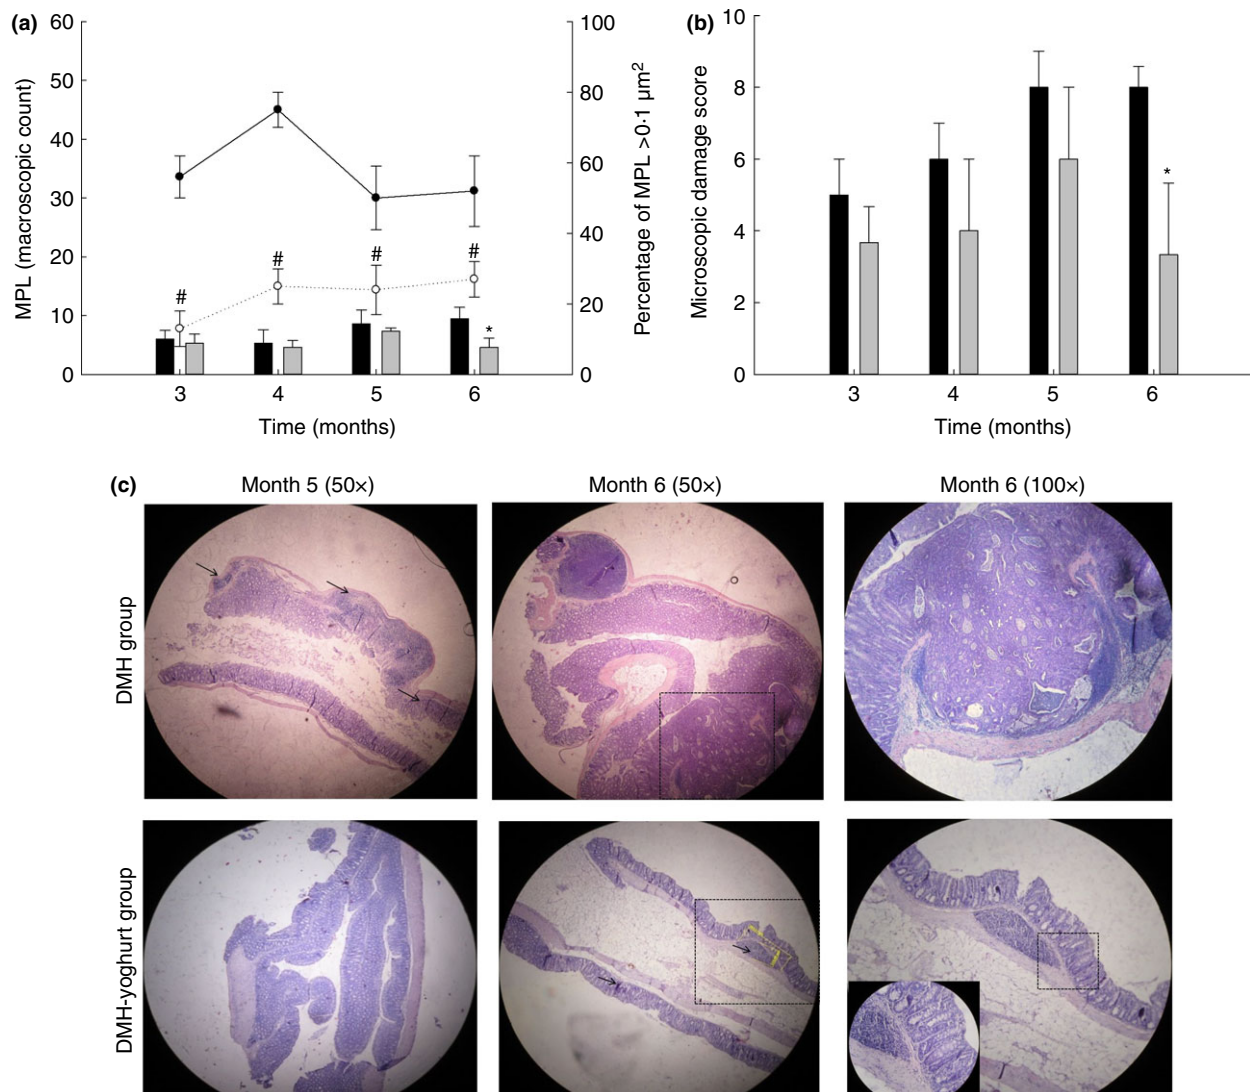 (a)
60
50
40
30
20
10
0
MPL (macroscopic count)
100
80
60
40
20
0
Percentage of MPL >0·1 μm²
#
#
#
#
*
3 4 5 6
Time (months)
(b)
10
8
6
4
2
0
Microscopic damage score
*
3 4 5 6
Time (months)
(c)
Month 5 (50×) Month 6 (50×) Month 6 (100×)
DMH group
DMH-yoghurt group